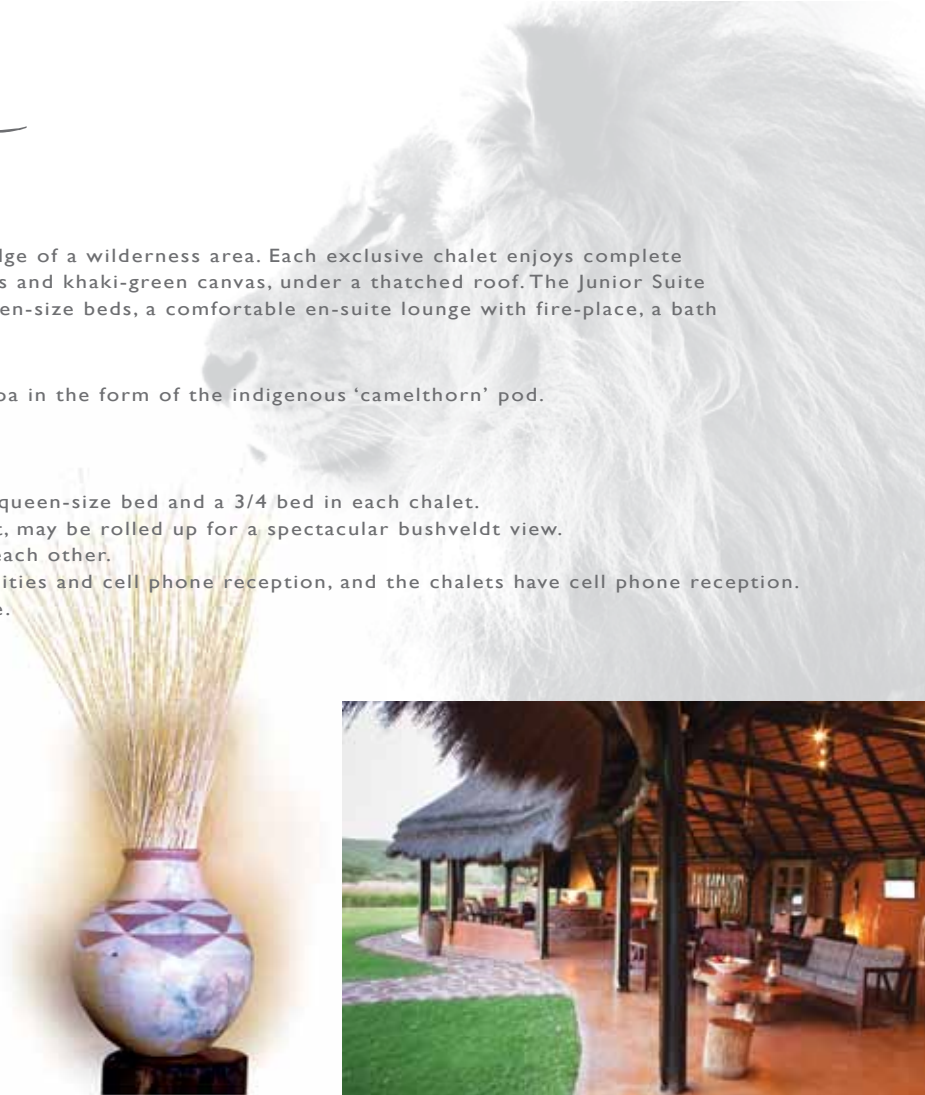 dge of a wilderness area. Each exclusive chalet enjoys complete
s and khaki-green canvas, under a thatched roof. The Junior Suite
en-size beds, a comfortable en-suite lounge with fire-place, a bath
pa in the form of the indigenous ‘camelthorn’ pod.
queen-size bed and a 3/4 bed in each chalet.
t, may be rolled up for a spectacular bushveldt view.
each other.
ities and cell phone reception, and the chalets have cell phone reception.
e.